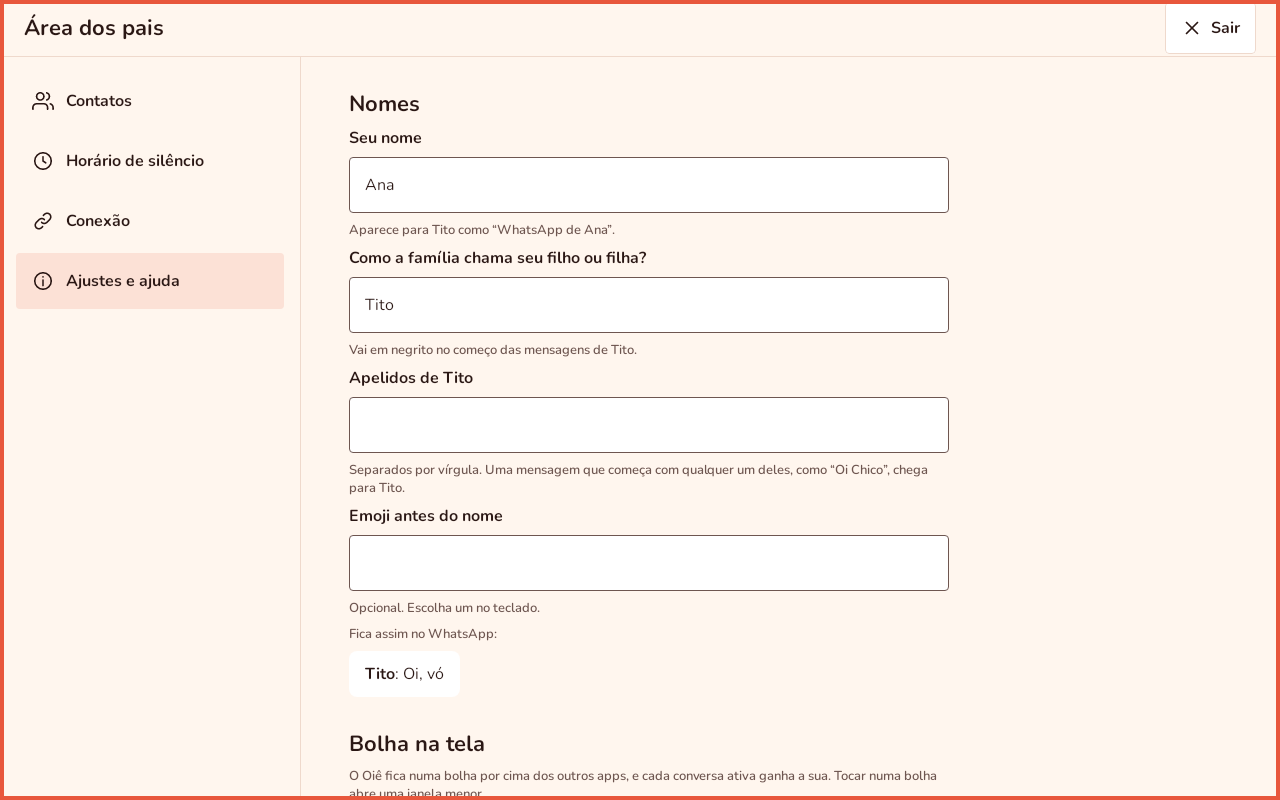 Área dos pais
Sair
Contatos
Horário de silêncio
Conexão
Ajustes e ajuda
Nomes
Seu nome
Ana
Aparece para Tito como “WhatsApp de Ana”.
Como a família chama seu filho ou filha?
Tito
Vai em negrito no começo das mensagens de Tito.
Apelidos de Tito
Separados por vírgula. Uma mensagem que começa com qualquer um deles, como “Oi Chico”, chega
para Tito.
Emoji antes do nome
Opcional. Escolha um no teclado.
Fica assim no WhatsApp:
Tito: Oi, vó
Bolha na tela
O Oiê fica numa bolha por cima dos outros apps, e cada conversa ativa ganha a sua. Tocar numa bolha
abre uma janela menor.